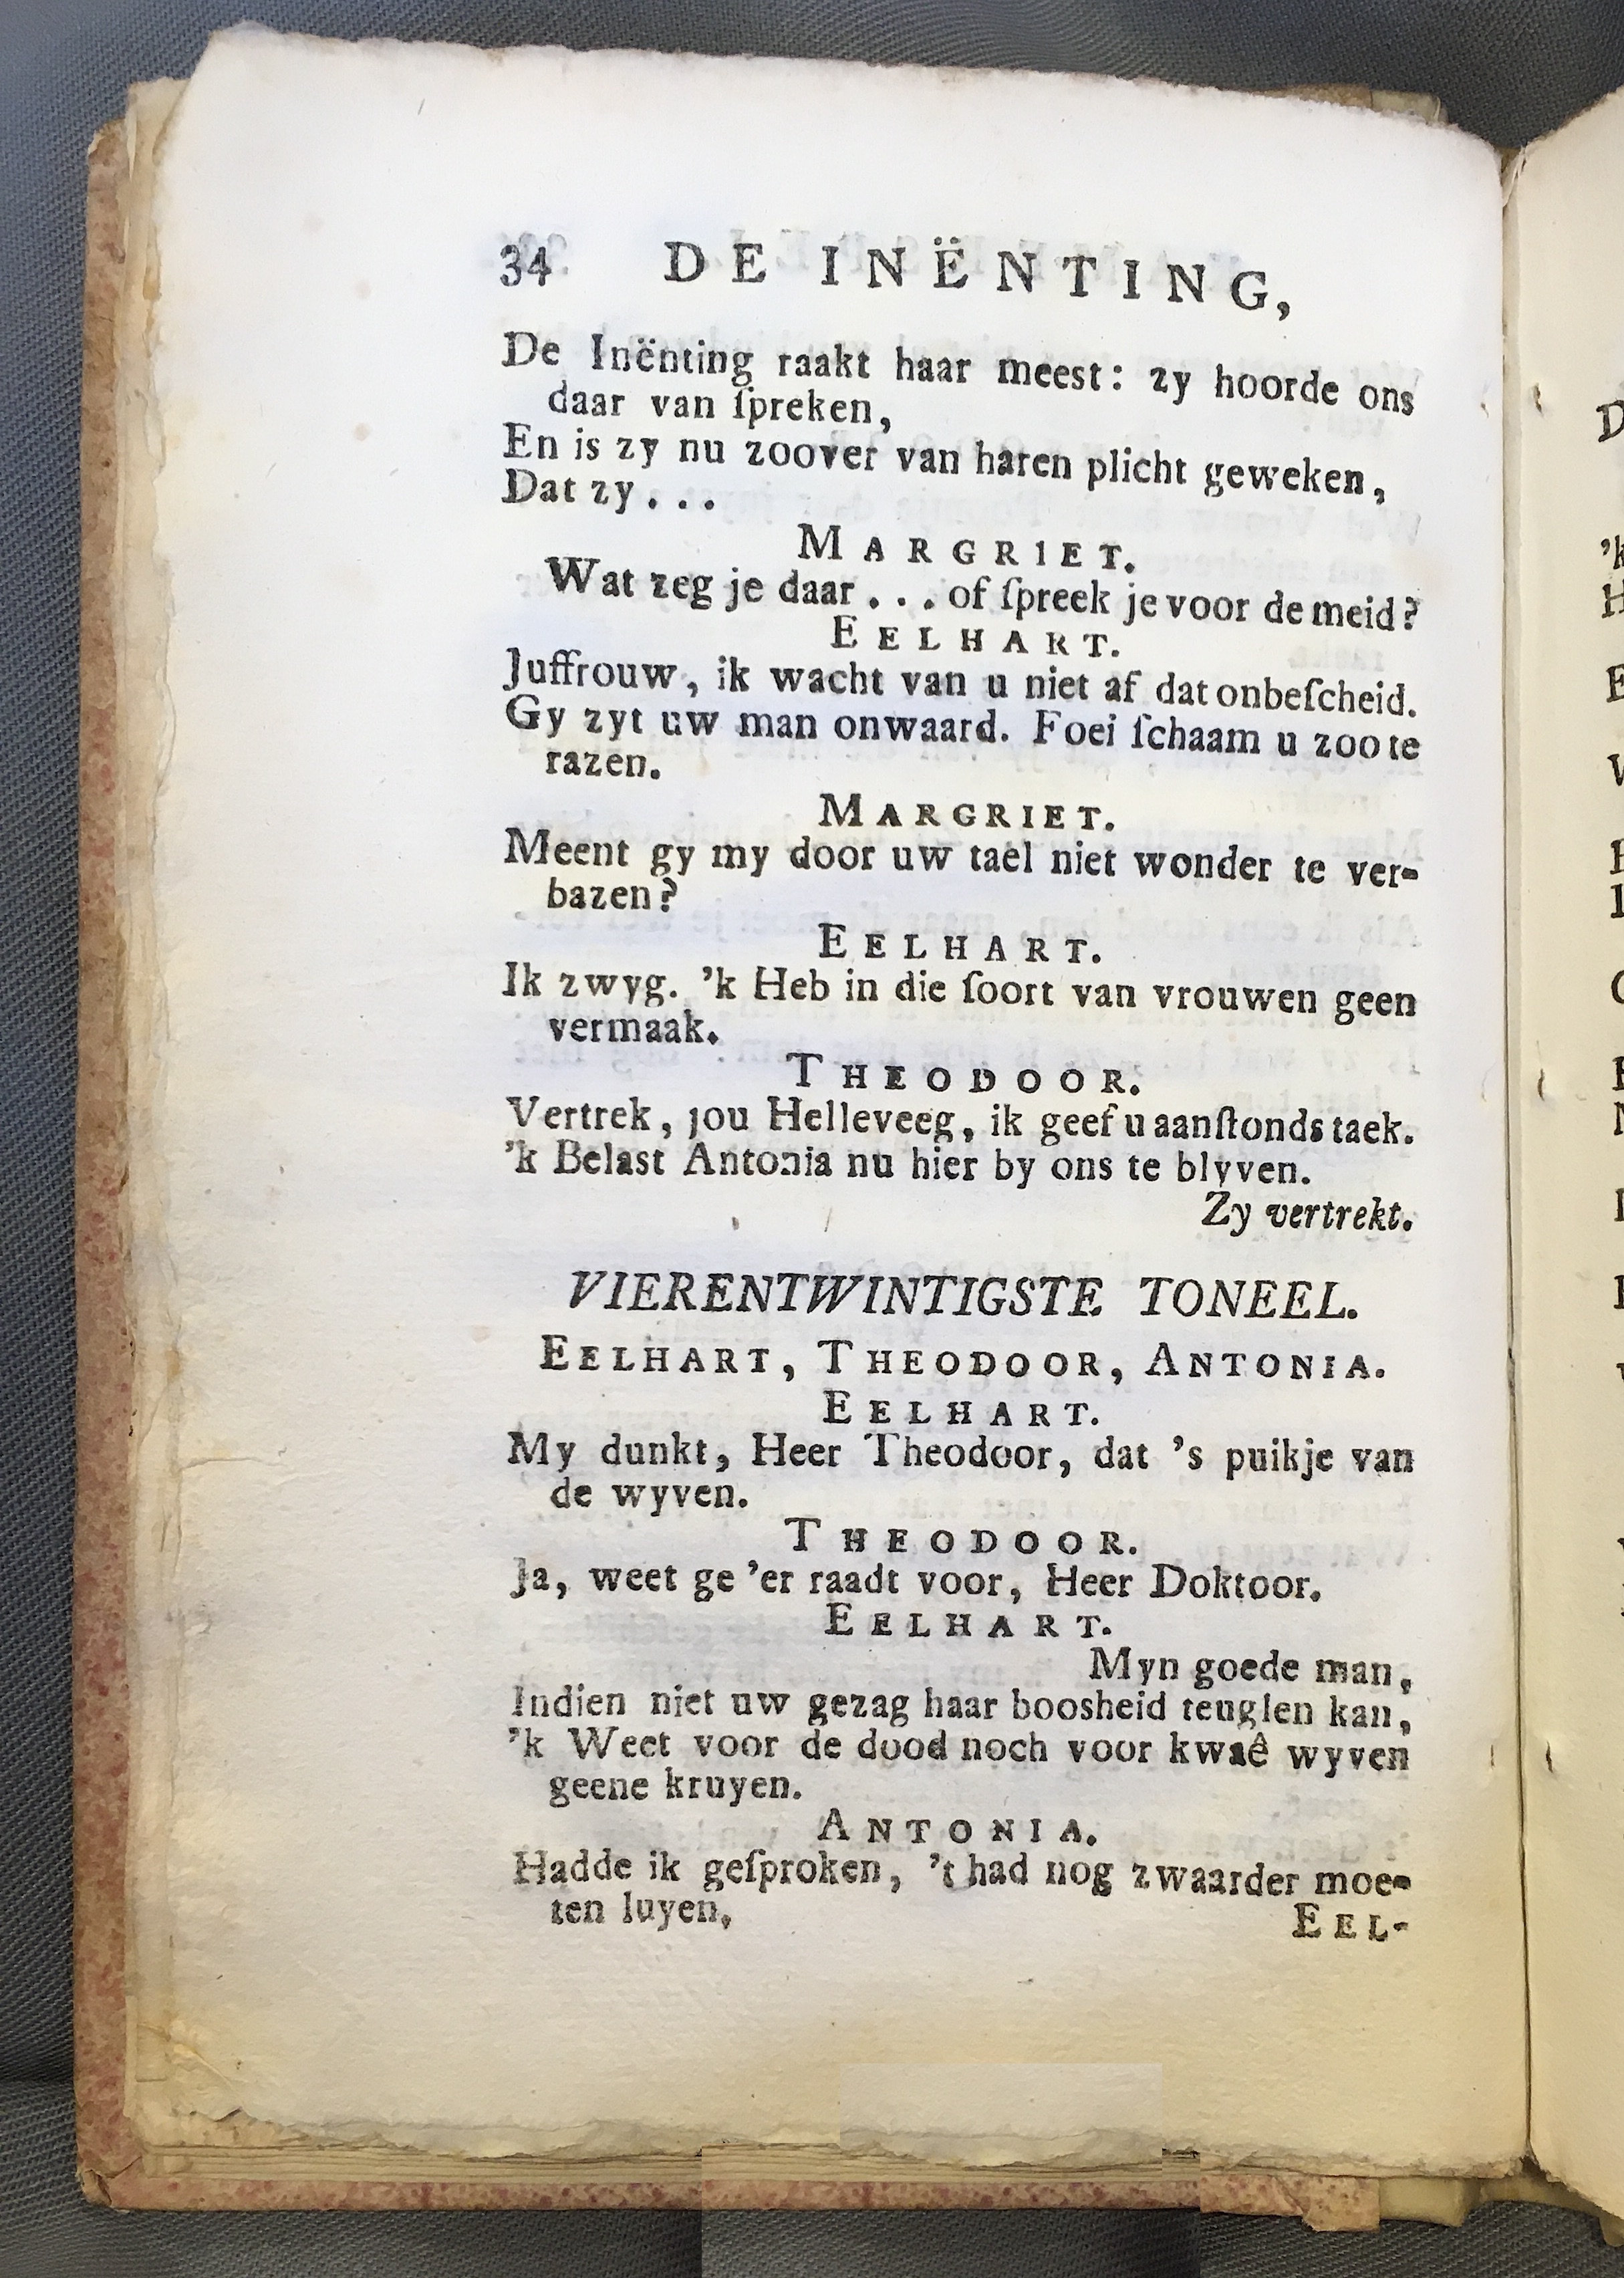 34 DE INËNTING,
De Inënting raakt haar meest: zy hoorde ons
daar van ſpreken,
En is zy nu zoover van haren plicht geweken,
Dat zy . . .
MARGRIET.
Wat zeg je daar . . . of ſpreek je voor de meid?
EELHART.
Juffrouw, ik wacht van u niet af dat onbeſcheid.
Gy zyt uw man onwaard. Foei ſchaam u zoo te
razen.
MARGRIET.
Meent gy my door uw tael niet wonder te ver-
bazen?
EELHART.
Ik zwyg. 'k Heb in die ſoort van vrouwen geen
vermaak.
THEODOOR.
Vertrek, jou Helleveeg, ik geef u aanſtonds taek.
'k Belast Antonia nu hier by ons te blyven.
Zy vertrekt.
VIERENTWINTIGSTE TONEEL.
EELHART, THEODOOR, ANTONIA.
EELHART.
My dunkt, Heer Theodoor, dat 's puikje van
de wyven.
THEODOOR.
Ja, weet ge 'er raadt voor, Heer Doktoor.
EELHART.
Myn goede man,
Indien niet uw gezag haar boosheid teuglen kan,
'k Weet voor de dood noch voor kwaê wyven
geene kruyen.
ANTONIA.
Hadde ik geſproken, 't had nog zwaarder moe-
ten luyen,
EEL-